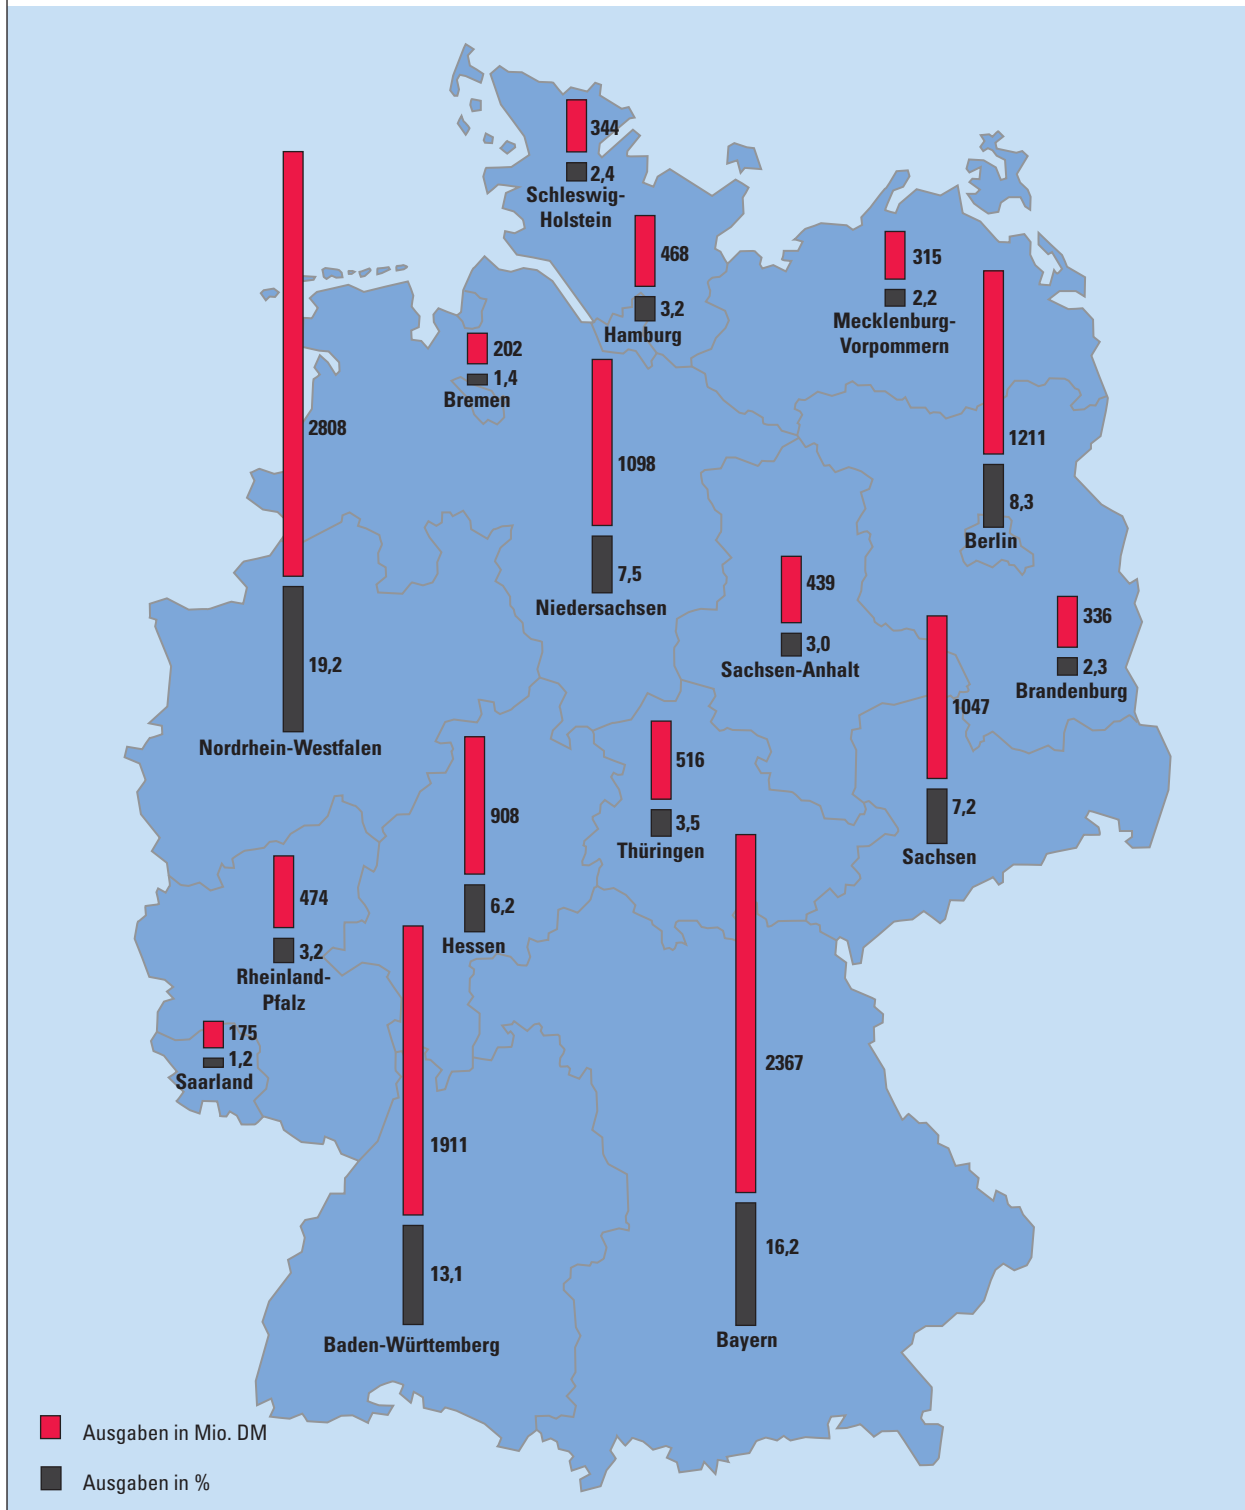 344
2,4
Schleswig-
Holstein
468
3,2
Hamburg
315
2,2
Mecklenburg-
Vorpommern
202
1,4
Bremen
2808
19,2
Nordrhein-Westfalen
1098
7,5
Niedersachsen
1211
8,3
Berlin
439
3,0
Sachsen-Anhalt
336
2,3
Brandenburg
1047
7,2
Sachsen
516
3,5
Thüringen
908
6,2
Hessen
474
3,2
Rheinland-
Pfalz
175
1,2
Saarland
1911
13,1
Baden-Württemberg
2367
16,2
Bayern
Ausgaben in Mio. DM
Ausgaben in %